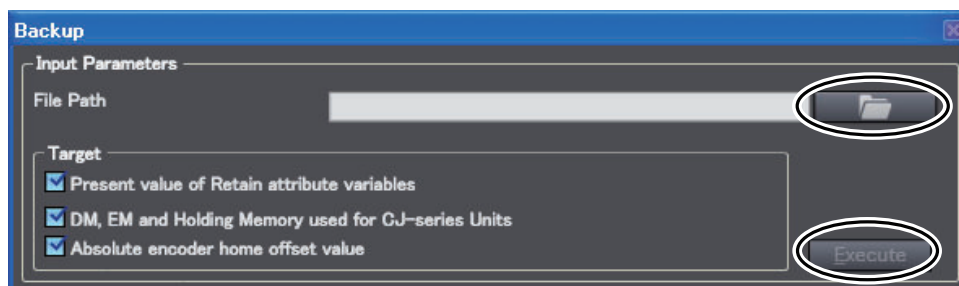 Backup
Input Parameters
File Path
Target
Present value of Retain attribute variables
DM, EM and Holding Memory used for CJ-series Units
Absolute encoder home offset value
Execute